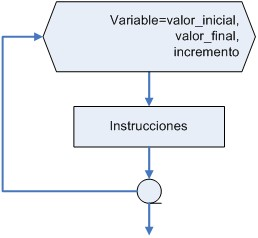 Variable=valor_inicial,
valor_final,
incremento
Instrucciones